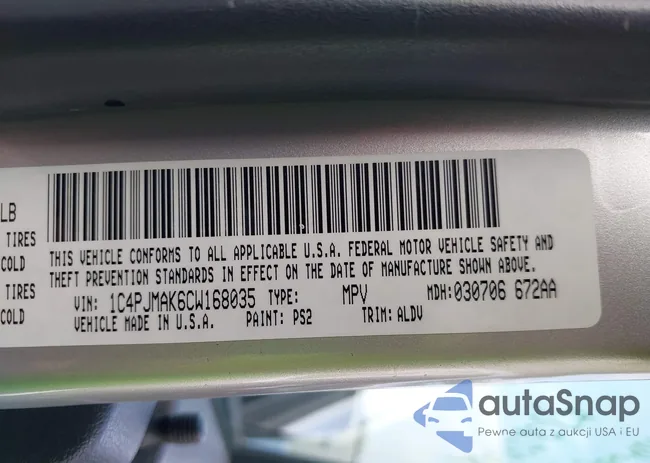 LB
TIRES
COLD
TIRES
COLD
THIS VEHICLE CONFORMS TO ALL APPLICABLE U.S.A. FEDERAL MOTOR VEHICLE SAFETY AND
THEFT PREVENTION STANDARDS IN EFFECT ON THE DATE OF MANUFACTURE SHOWN ABOVE.
VIN: 1C4PJMAK6CW168035 TYPE: MPV MDH:030706 672AA
VEHICLE MADE IN U.S.A. PAINT: PS2 TRIM: ALDV
autaSnap
Pewne auta z aukcji USA i EU